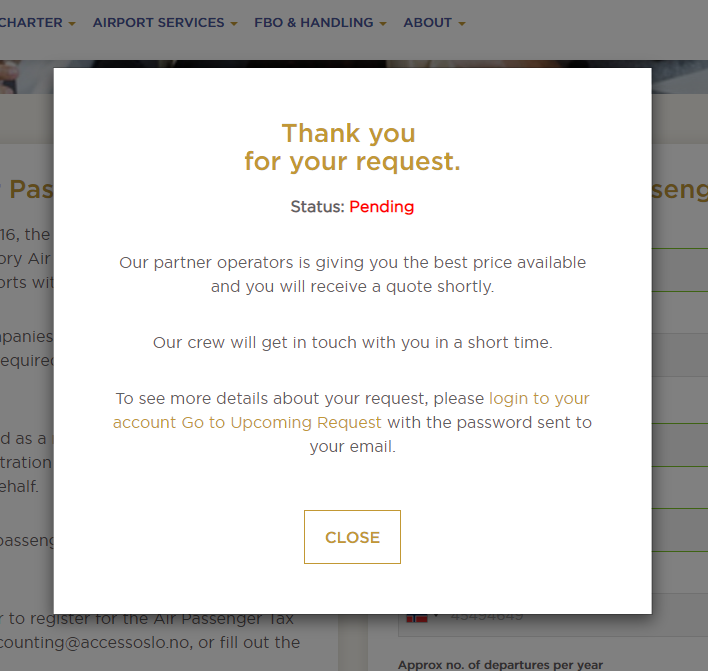 CHARTER AIRPORT SERVICES FBO & HANDLING ABOUT
Thank you
for your request.
Status: Pending
Our partner operators is giving you the best price available
and you will receive a quote shortly.
Our crew will get in touch with you in a short time.
To see more details about your request, please login to your
account Go to Upcoming Request with the password sent to
your email.
CLOSE
Pas
16, the
ory Air
orts wit
panies
equired
d as a
tration
ehalf.
passeng
r to register for the Air Passenger Tax
counting@accessoslo.no, or fill out the
seng
Approx no. of departures per year